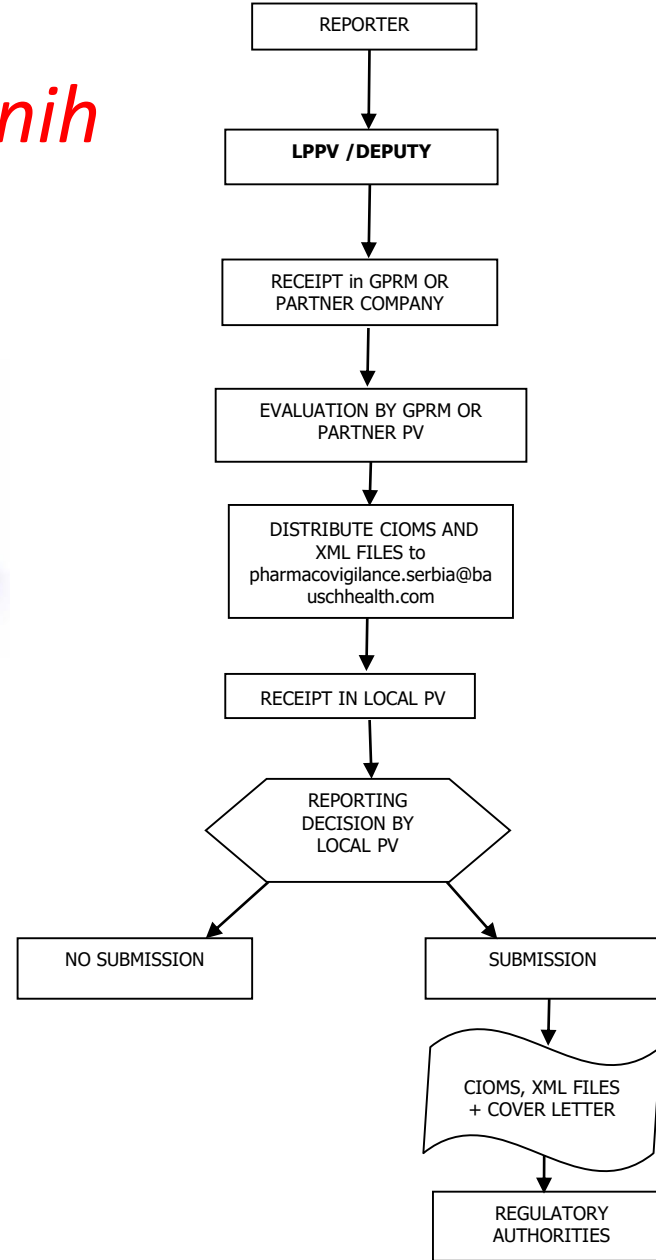 REPORTER
nih
LPPV /DEPUTY
RECEIPT in GPRM OR
PARTNER COMPANY
EVALUATION BY GPRM OR
PARTNER PV
DISTRIBUTE CIOMS AND
XML FILES to
pharmacovigilance.serbia@ba
uschhealth.com
RECEIPT IN LOCAL PV
REPORTING
DECISION BY
LOCAL PV
NO SUBMISSION
SUBMISSION
CIOMS, XML FILES
+ COVER LETTER
REGULATORY
AUTHORITIES